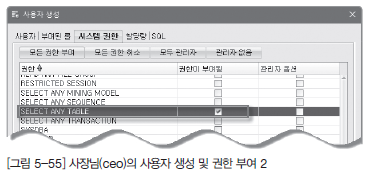 사용자 생성
사용자 부여된 롤 시스템 권한 할당량 SQL
모든 권한 부여 모든 권한 취소 모두 관리자 관리자 없음
권한 권한이 부여됨 관리자 옵션
RESTRICTED SESSION
SELECT ANY MINING MODEL
SELECT ANY SEQUENCE
SELECT ANY TABLE
SELECT ANY TRANSACTION
SYSDBA
[그림 5-55] 사장님(ceo)의 사용자 생성 및 권한 부여 2